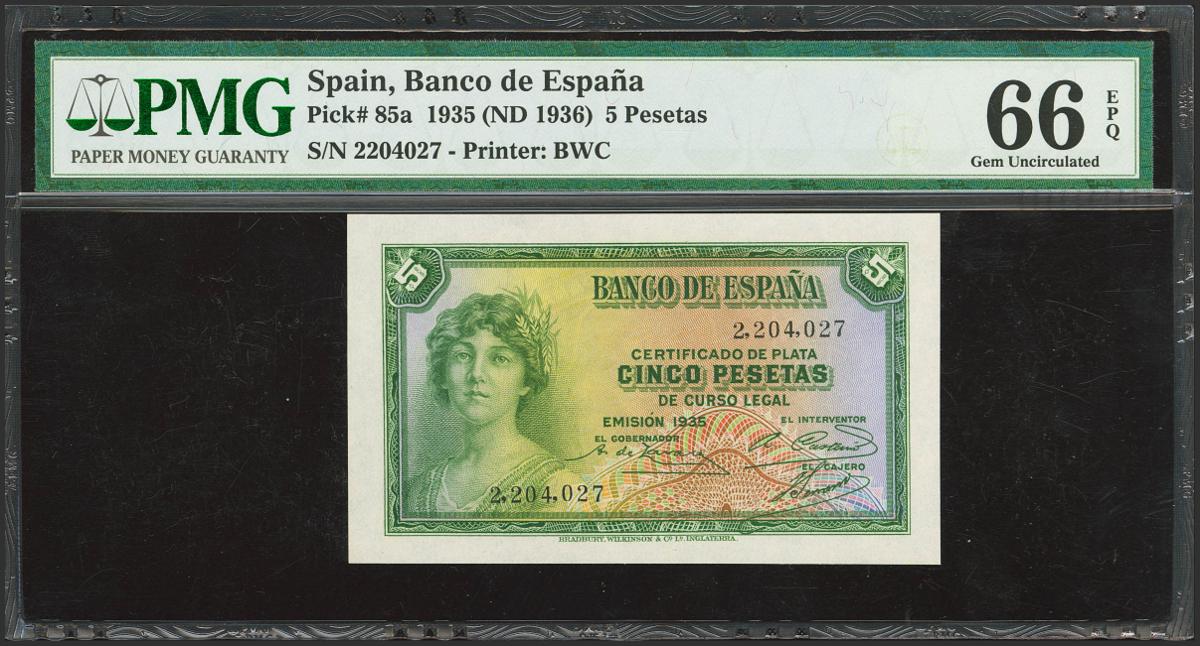 PMG
PAPER MONEY GUARANTY
Spain, Banco de España
Pick# 85a 1935 (ND 1936) 5 Pesetas
S/N 2204027 - Printer: BWC
66
EPQ
Gem Uncirculated
5
5
BANCO DE ESPAÑA
2,204,027
CERTIFICADO DE PLATA
CINCO PESETAS
DE CURSO LEGAL
EMISIÓN 1935
EL INTERVENTOR
EL GOBERNADOR
EL CAJERO
2,204,027
BRADBURY, WILKINSON & Cº Lº. INGLATERRA.